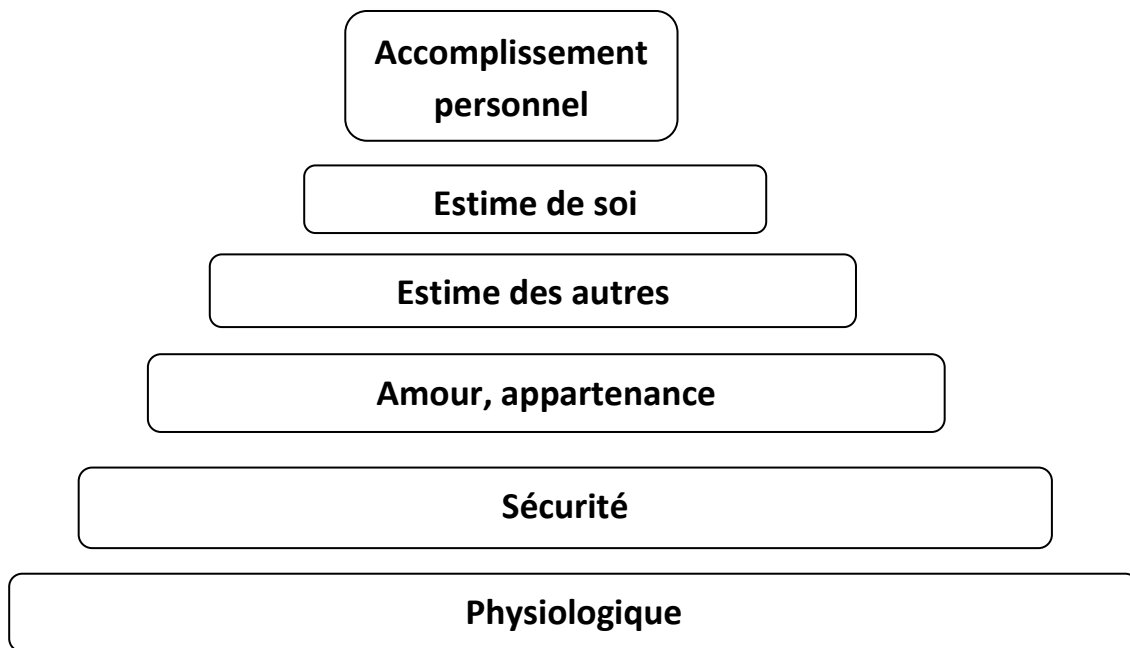 Accomplissement
personnel
Estime de soi
Estime des autres
Amour, appartenance
Sécurité
Physiologique